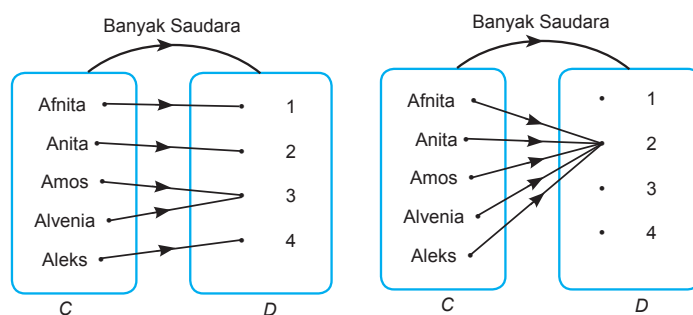 Banyak Saudara
Afnita
Anita
Amos
Alvenia
Aleks
1
2
3
4
C
D
Banyak Saudara
Afnita
Anita
Amos
Alvenia
Aleks
1
2
3
4
C
D